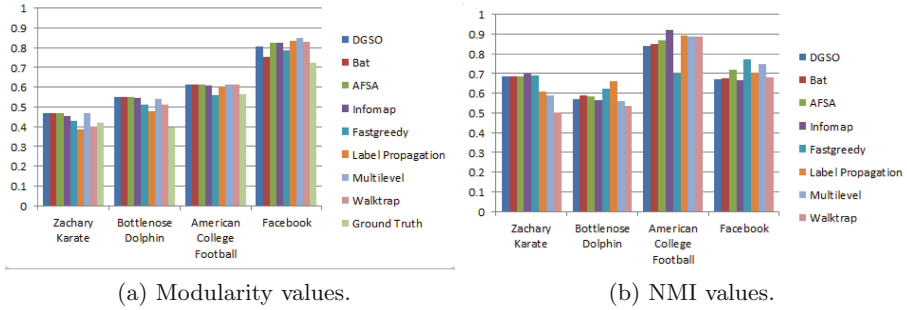 0.9
0.8
0.7
0.6
0.5
0.4
0.3
0.2
0.1
0
Zachary Karate
Bottlenose Dolphin
American College Football
Facebook
DGSO
Bat
AFSA
Infomap
Fastgreedy
Label Propagation
Multilevel
Walktrap
Ground Truth
(a) Modularity values.
1
0.9
0.8
0.7
0.6
0.5
0.4
0.3
0.2
0.1
0
Zachary Karate
Bottlenose Dolphin
American College Football
Facebook
DGSO
Bat
AFSA
Infomap
Fastgreedy
Label Propagation
Multilevel
Walktrap
(b) NMI values.